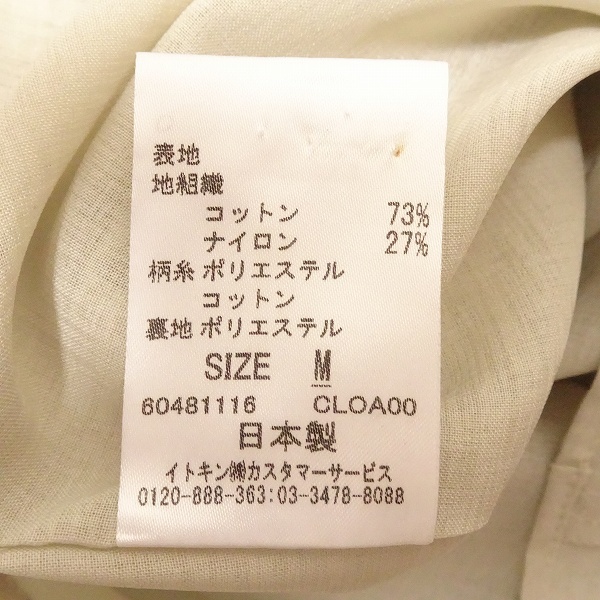 表地
地組織
コットン 73%
ナイロン 27%
柄糸 ポリエステル
コットン
裏地 ポリエステル
SIZE M
60481116 CLOA00
日本製
イトキン㈱カスタマーサービス
0120-888-363:03-3478-8088